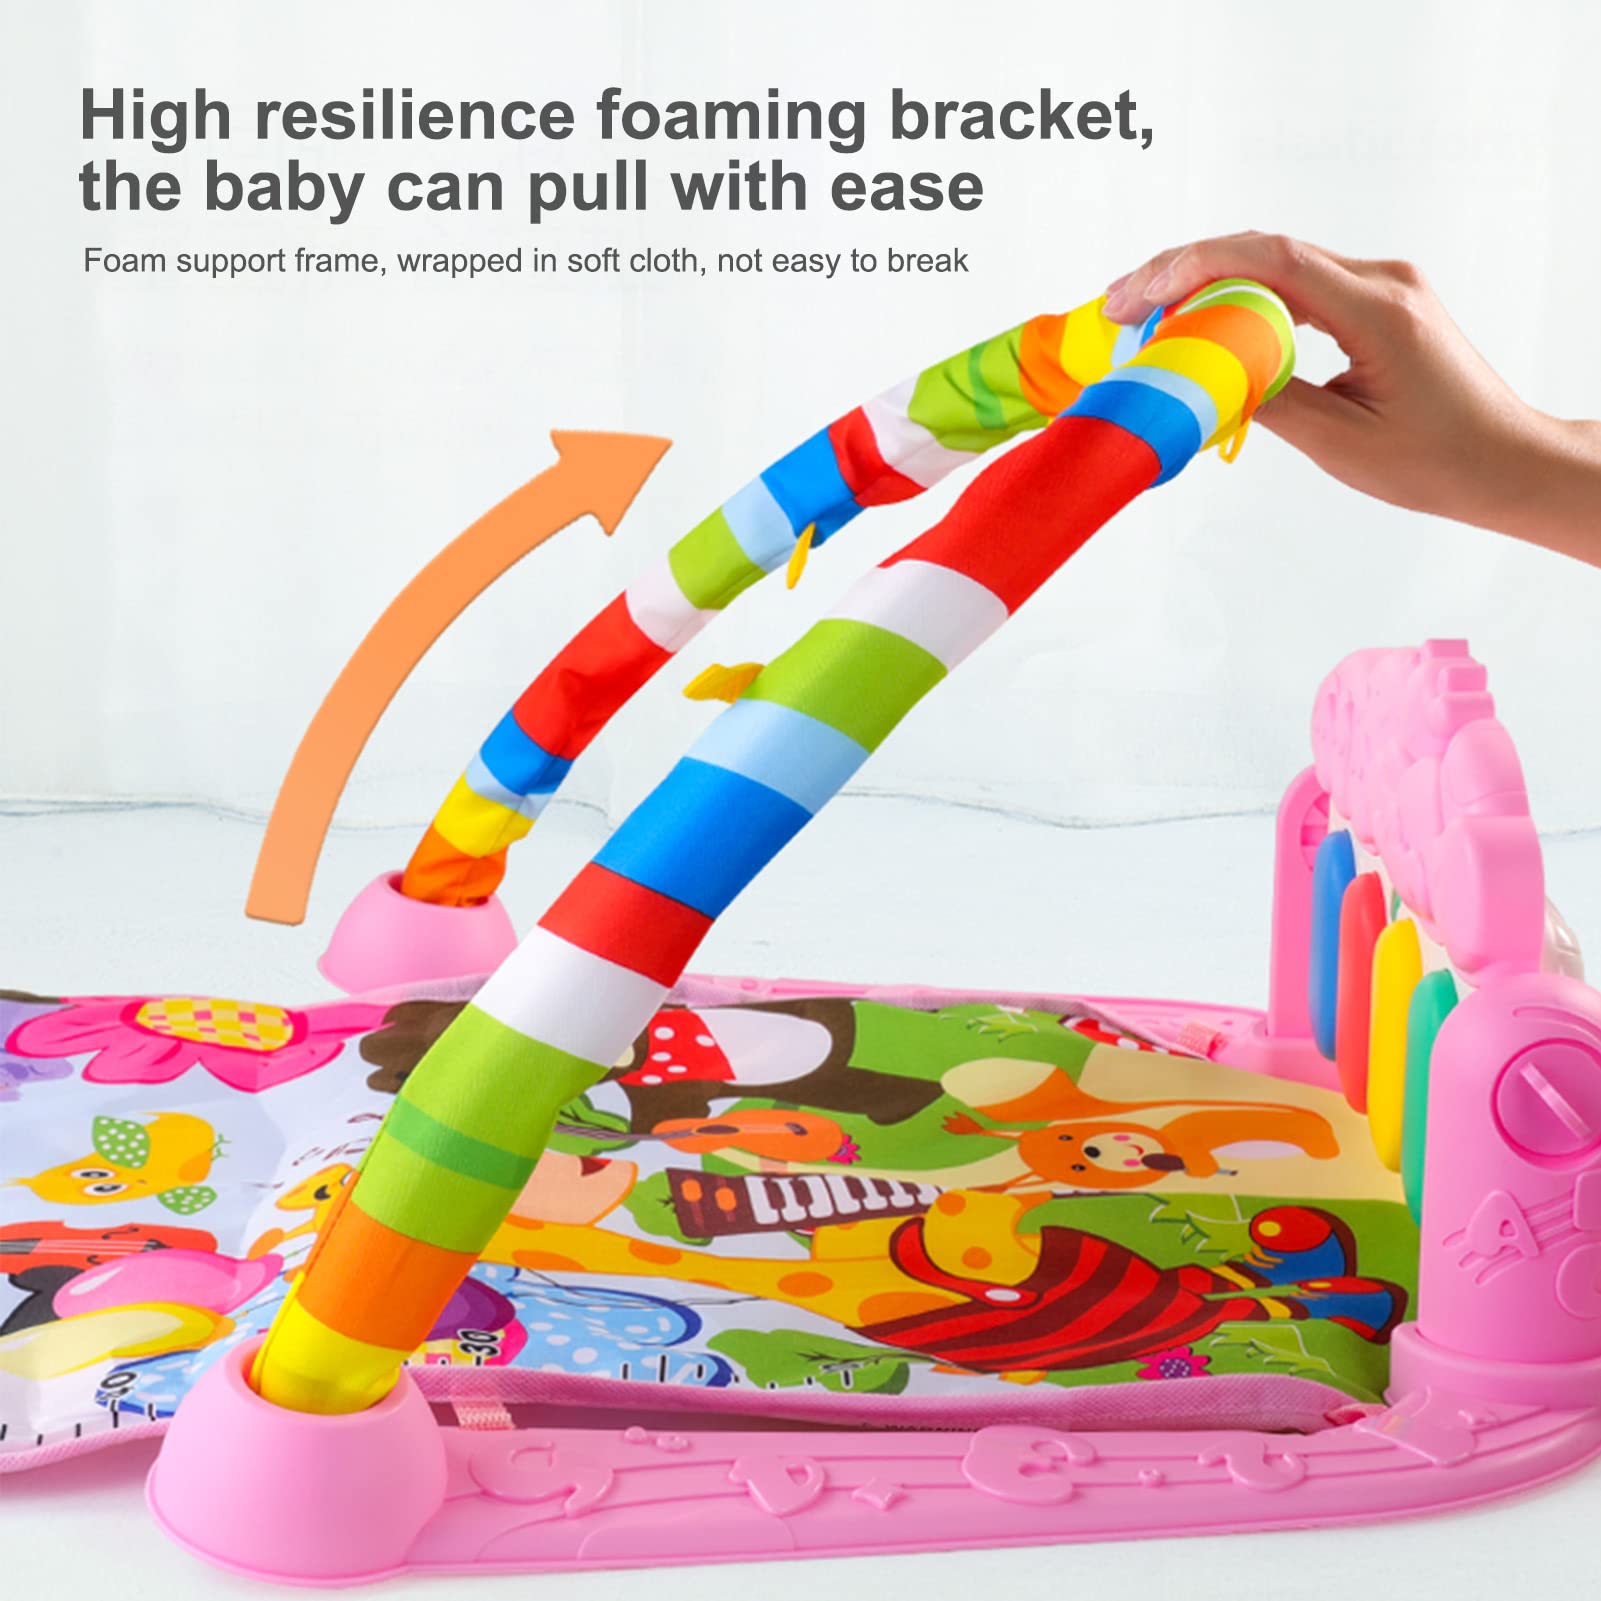 High resilience foaming bracket,
the baby can pull with ease
Foam support frame, wrapped in soft cloth, not easy to break
30